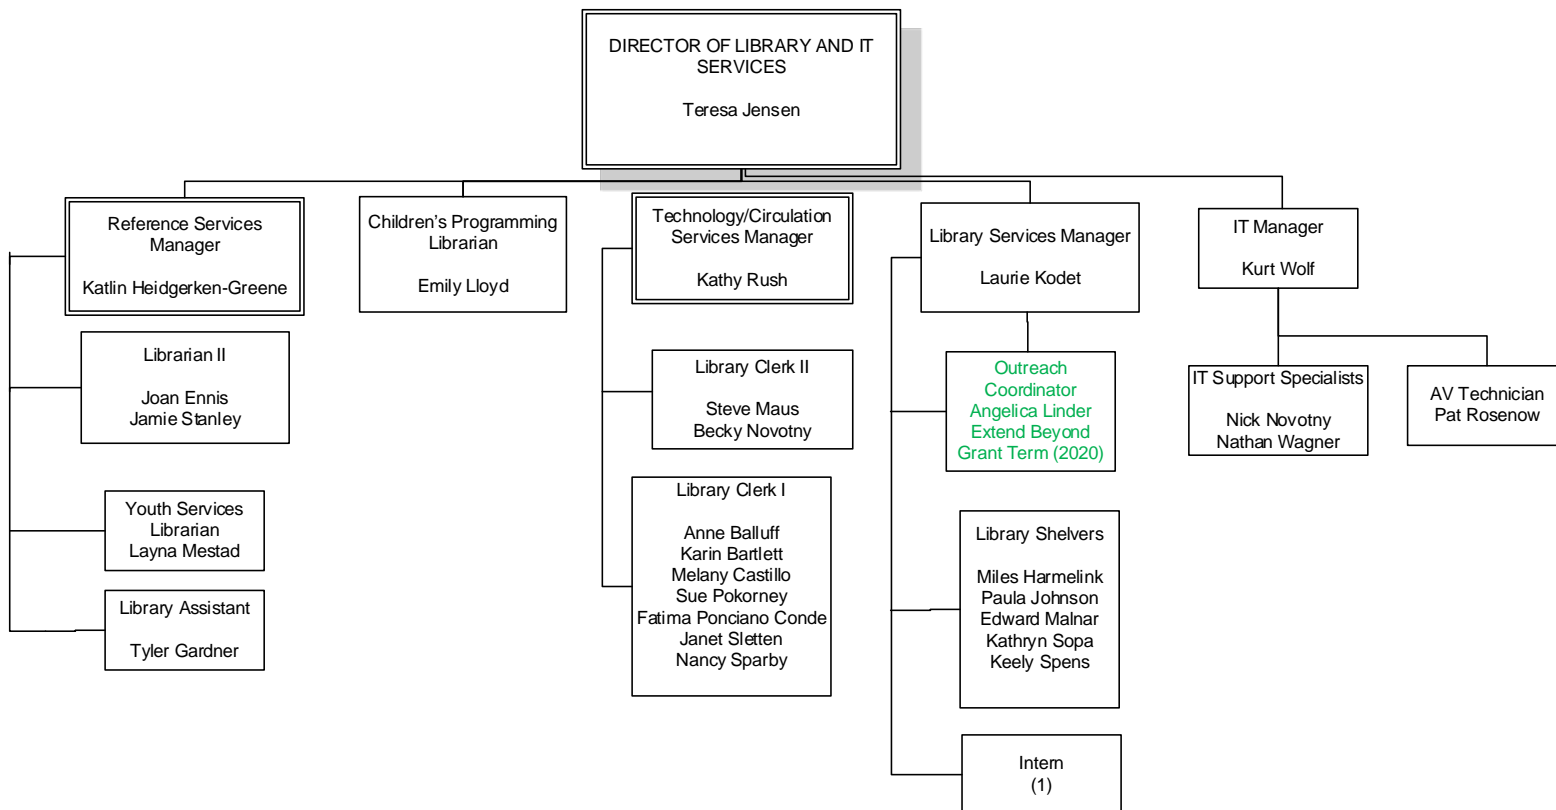 DIRECTOR OF LIBRARY AND IT
SERVICES
Teresa Jensen
Reference Services
Manager
Katlin Heidgerken-Greene
Children’s Programming
Librarian
Emily Lloyd
Technology/Circulation
Services Manager
Kathy Rush
Library Services Manager
Laurie Kodet
IT Manager
Kurt Wolf
Librarian II
Joan Ennis
Jamie Stanley
Youth Services
Librarian
Layna Mestad
Library Assistant
Tyler Gardner
Library Clerk II
Steve Maus
Becky Novotny
Library Clerk I
Anne Balluff
Karin Bartlett
Melany Castillo
Sue Pokorney
Fatima Ponciano Conde
Janet Sletten
Nancy Sparby
Outreach
Coordinator
Angelica Linder
Extend Beyond
Grant Term (2020)
Library Shelvers
Miles Harmelink
Paula Johnson
Edward Malnar
Kathryn Sopa
Keely Spens
Intern
(1)
IT Support Specialists
Nick Novotny
Nathan Wagner
AV Technician
Pat Rosenow